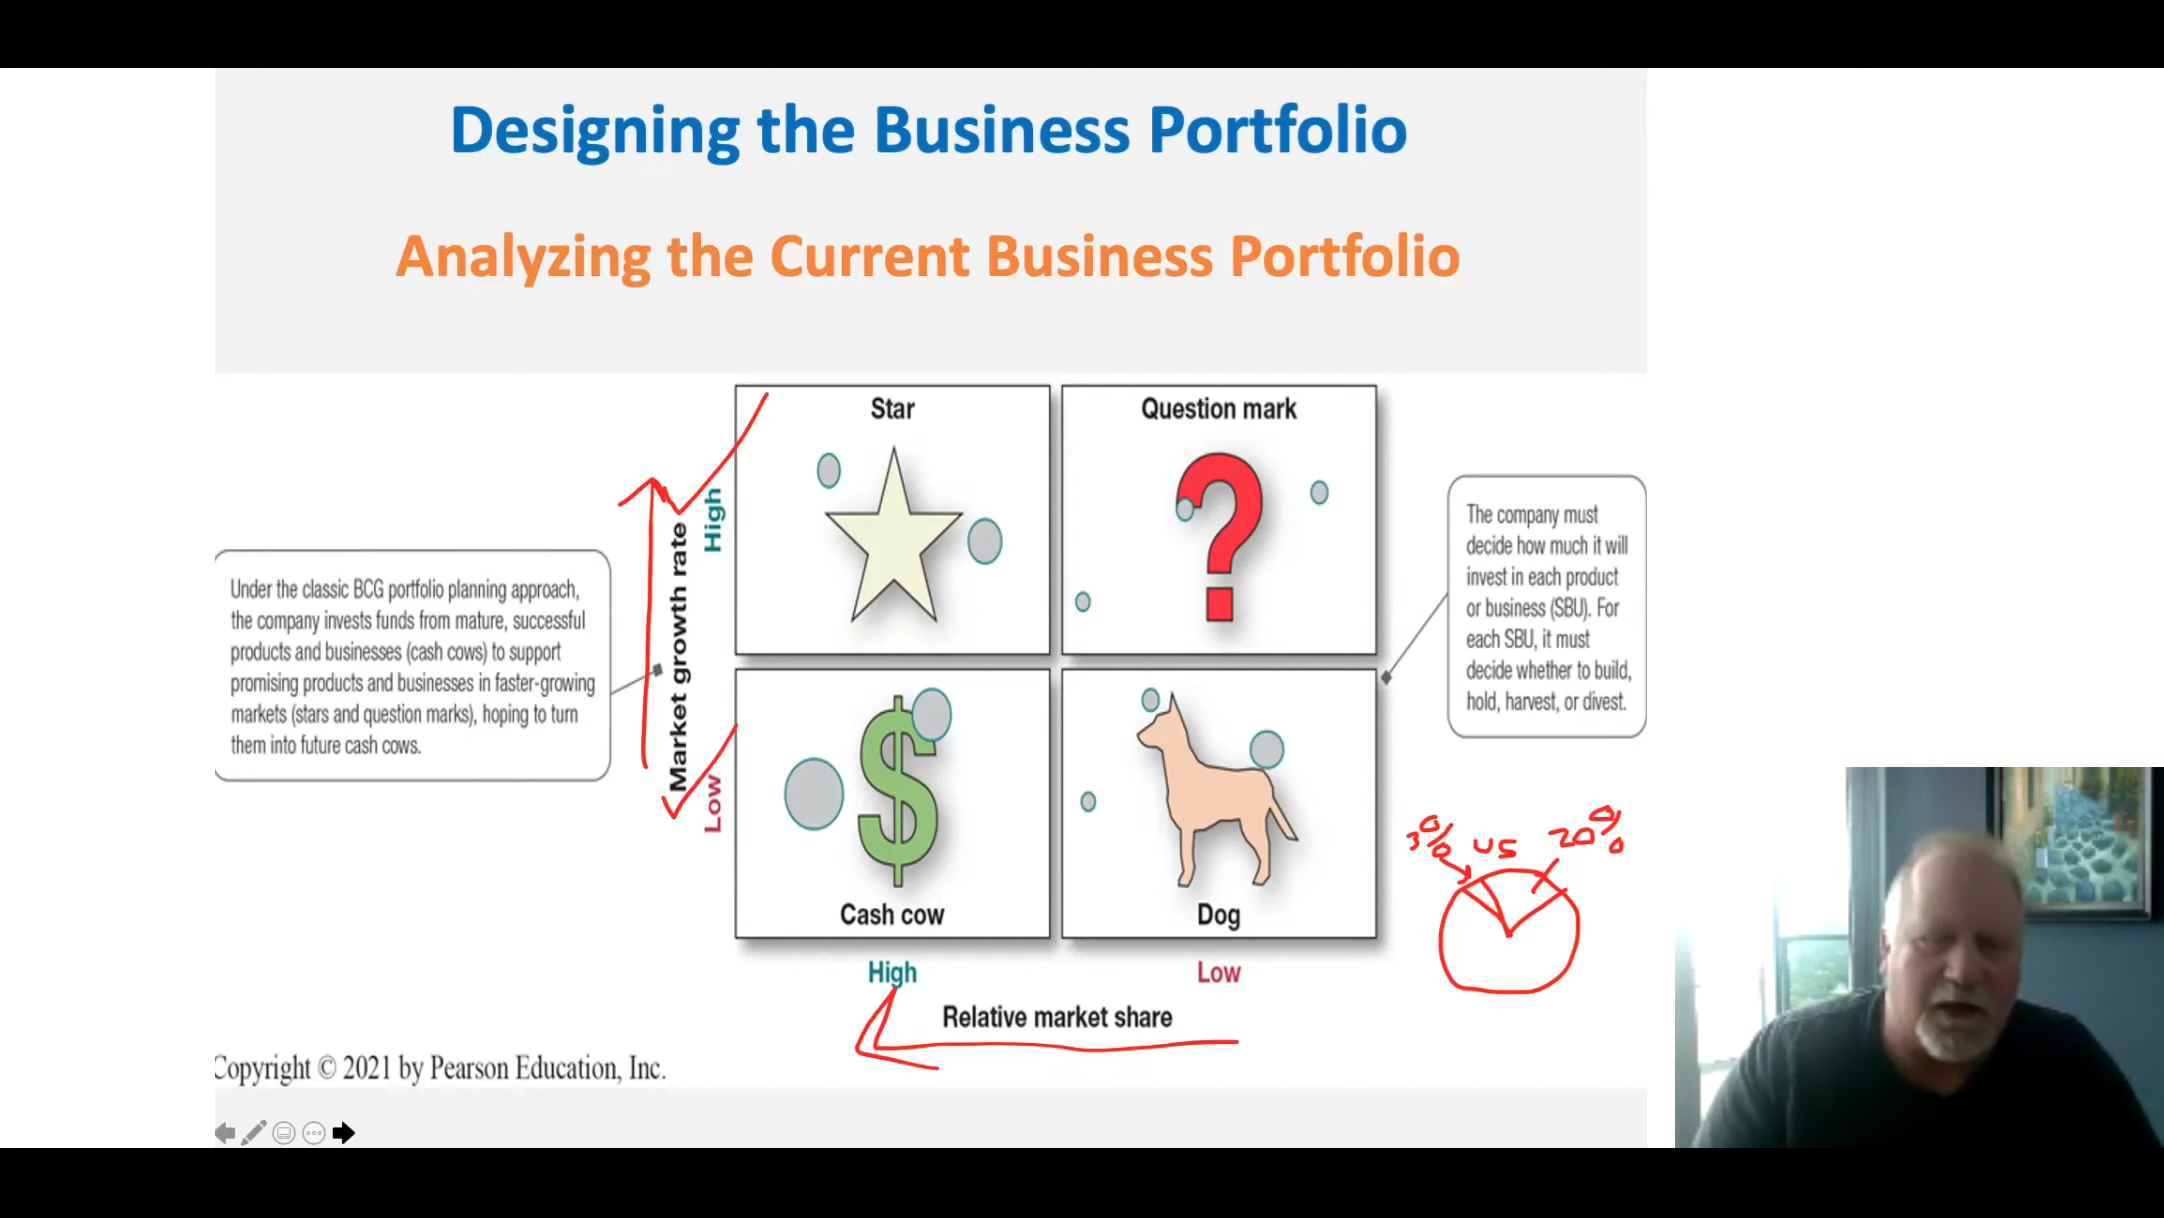 Designing the Business Portfolio
Analyzing the Current Business Portfolio
Star
Question mark
High
Market growth rate
Low
Under the classic BCG portfolio planning approach,
the company invests funds from mature, successful
products and businesses (cash cows) to support
promising products and businesses in faster-growing
markets (stars and question marks), hoping to turn
them into future cash cows.
The company must
decide how much it will
invest in each product
or business (SBU). For
each SBU, it must
decide whether to build,
hold, harvest, or divest.
$
Cash cow
Dog
3% US 20%
High
Low
Relative market share
Copyright © 2021 by Pearson Education, Inc.